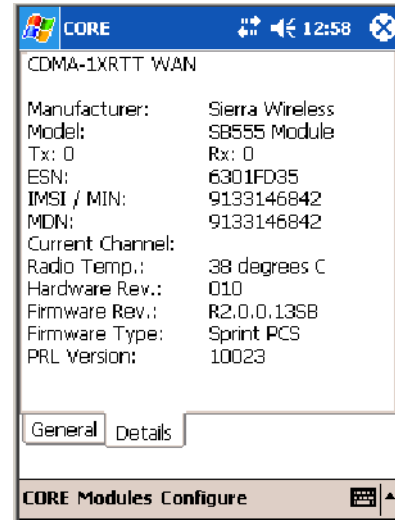 CORE 12:58
CDMA-1XRTT WAN
Manufacturer: Sierra Wireless
Model: SB555 Module
Tx: 0 Rx: 0
ESN: 6301FD35
IMSI / MIN: 9133146842
MDN: 9133146842
Current Channel:
Radio Temp.: 38 degrees C
Hardware Rev.: 010
Firmware Rev.: R2.0.0.13SB
Firmware Type: Sprint PCS
PRL Version: 10023
General Details
CORE Modules Configure